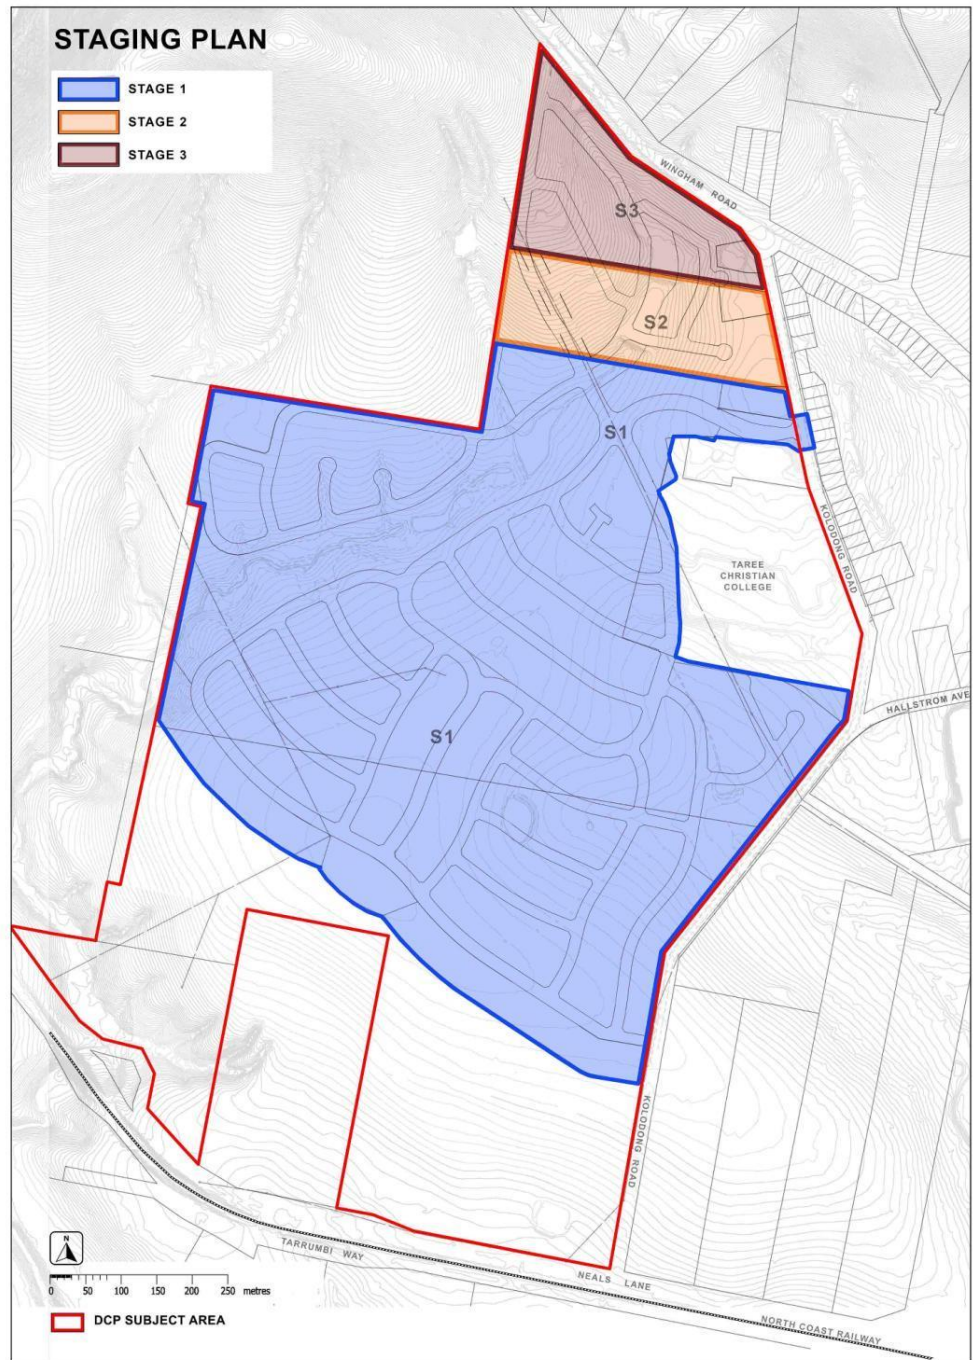 STAGING PLAN
STAGE 1
STAGE 2
STAGE 3
WINGHAM ROAD
S3
S2
S1
KOLODONG ROAD
TAREE
CHRISTIAN
COLLEGE
HALLSTROM AVE
S1
KOLODONG ROAD
N
TARRUMBI WAY
NEALS LANE
0 50 100 150 200 250 metres
NORTH COAST RAILWAY
DCP SUBJECT AREA